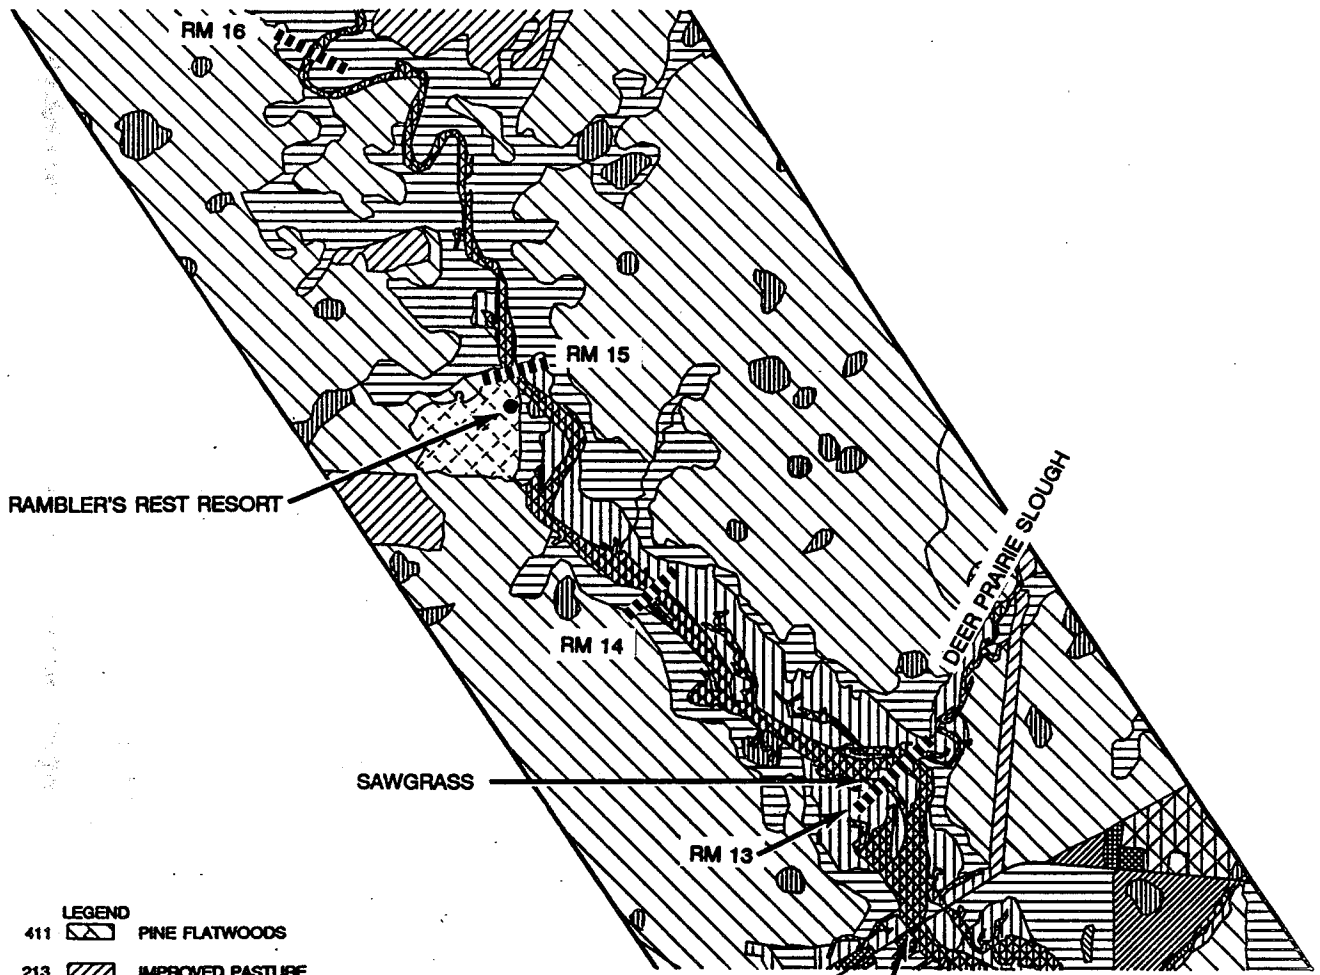 RM 16
RM 15
RAMBLER'S REST RESORT
DEER PRAIRIE SLOUGH
RM 14
SAWGRASS
RM 13
LEGEND
411 PINE FLATWOODS
213 IMPROVED PASTURE